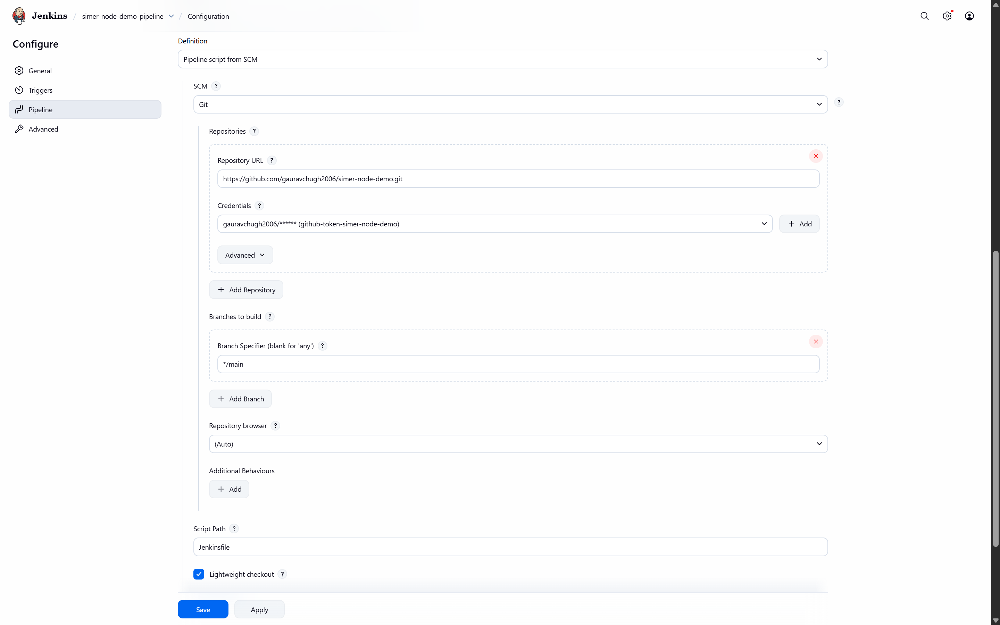 Jenkins / simer-node-demo-pipeline / Configuration
Configure
General
Triggers
Pipeline
Advanced
Definition
Pipeline script from SCM
SCM ?
Git
?
Repositories ?
Repository URL ?
https://github.com/gauravchugh2006/simer-node-demo.git
Credentials ?
gauravchugh2006/****** (github-token-simer-node-demo)
+ Add
Advanced
+ Add Repository
Branches to build ?
Branch Specifier (blank for 'any') ?
*/main
+ Add Branch
Repository browser ?
(Auto)
Additional Behaviours
+ Add
Script Path ?
Jenkinsfile
Lightweight checkout ?
Save
Apply